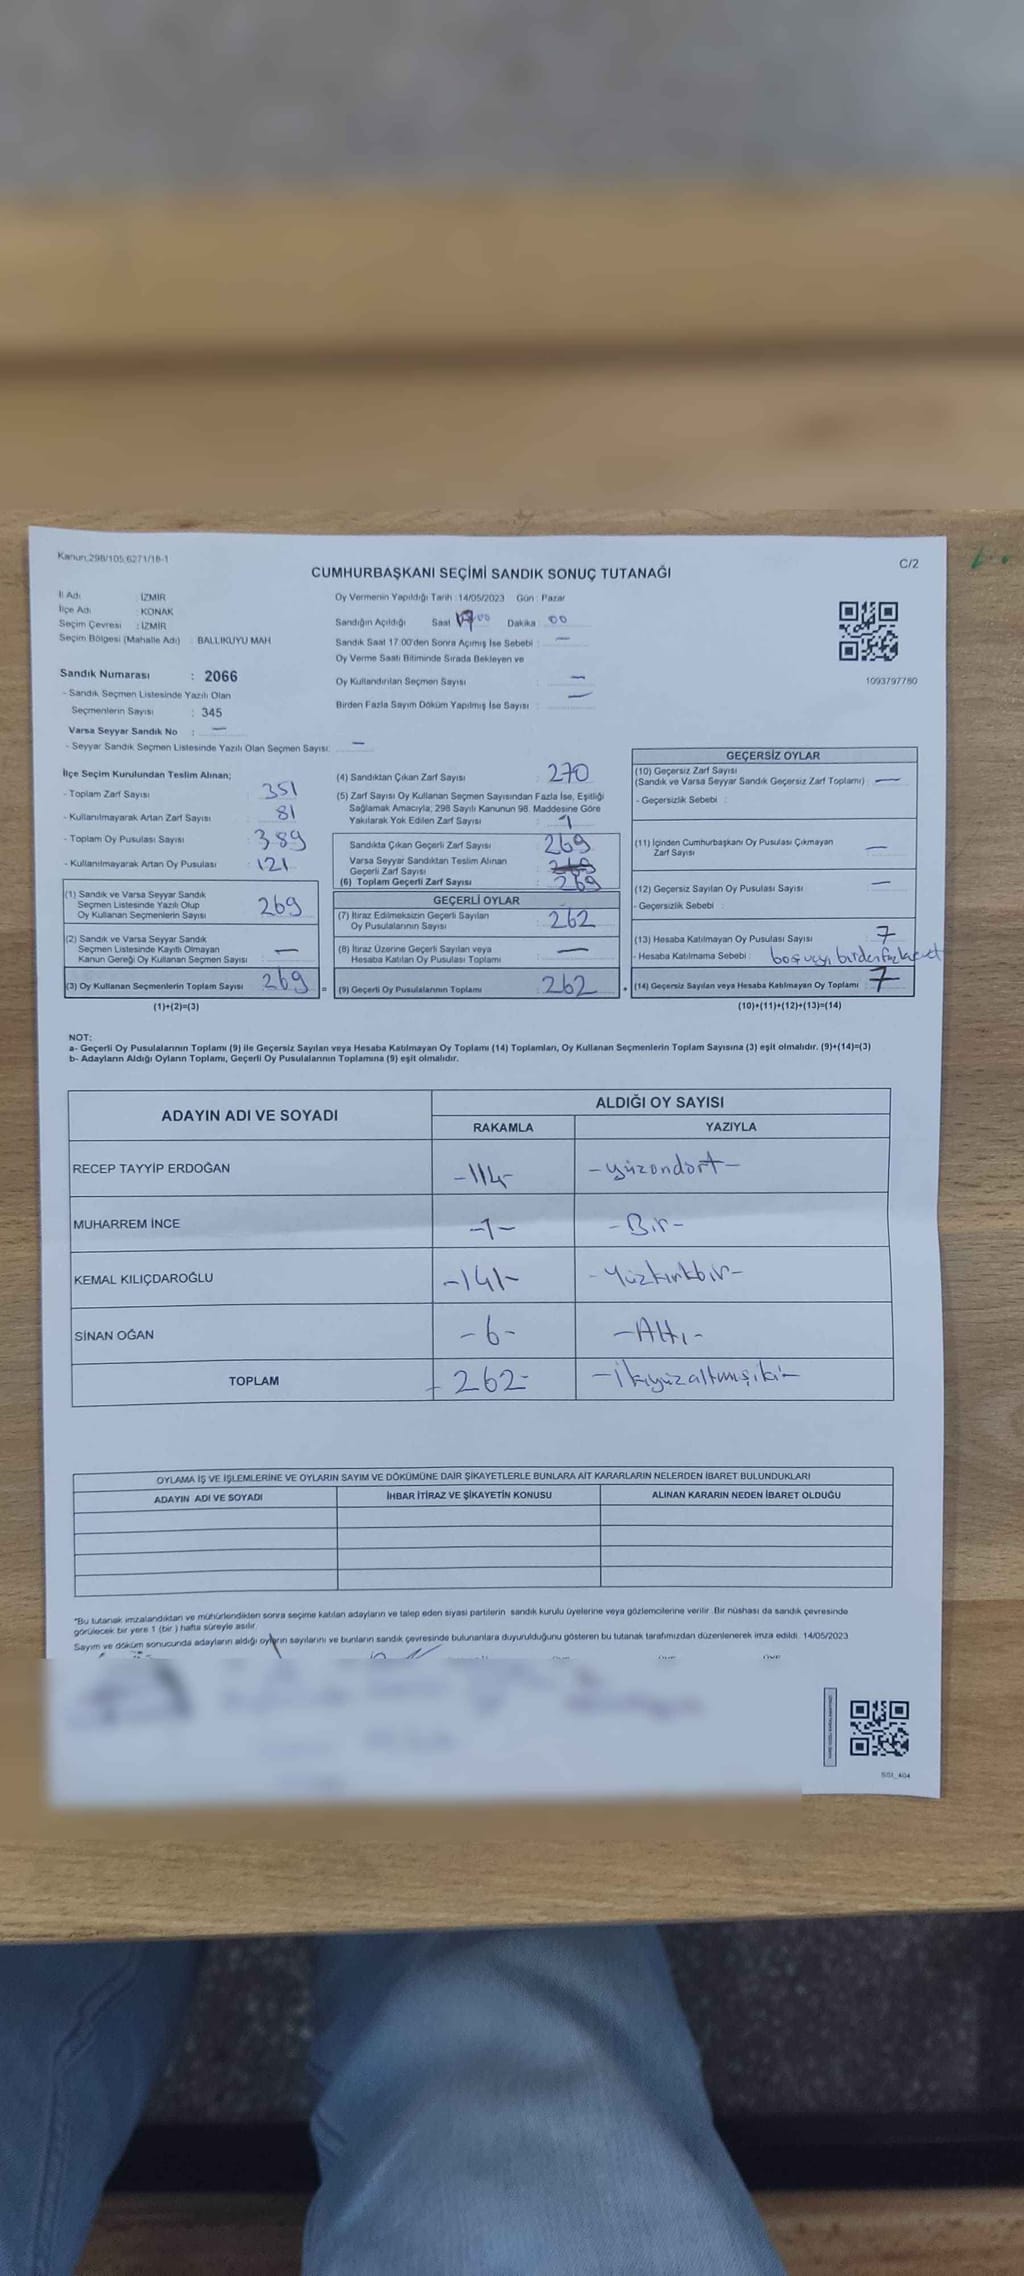 Kanun:298/105,6271/18-1
C/2
CUMHURBAŞKANI SEÇİMİ SANDIK SONUÇ TUTANAĞI
İl Adı : İZMİR
İlçe Adı : KONAK
Seçim Çevresi : İZMİR
Seçim Bölgesi (Mahalle Adı) : BALLIKUYU MAH
Oy Vermenin Yapıldığı Tarih :14/05/2023 Gün : Pazar
Sandığın Açıldığı Saat Dakika : 00
Sandık Saat 17.00'den Sonra Açımış İse Sebebi : —
Oy Verme Saati Bitiminde Sırada Bekleyen ve
Oy Kullandırılan Seçmen Sayısı : —
Birden Fazla Sayım Döküm Yapılmış İse Sayısı : —
1093797760
Sandık Numarası : 2066
- Sandık Seçmen Listesinde Yazılı Olan
Seçmenlerin Sayısı : 345
Varsa Seyyar Sandık No : —
- Seyyar Sandık Seçmen Listesinde Yazılı Olan Seçmen Sayısı: —
İlçe Seçim Kurulundan Teslim Alınan;
- Toplam Zarf Sayısı : 351
- Kullanılmayarak Artan Zarf Sayısı : 81
- Toplam Oy Pusulası Sayısı : 389
- Kullanılmayarak Artan Oy Pusulası : 121
(1) Sandık ve Varsa Seyyar Sandık
Seçmen Listesinde Yazılı Olup
Oy Kullanan Seçmenlerin Sayısı : 269
(2) Sandık ve Varsa Seyyar Sandık
Seçmen Listesinde Kayıtlı Olmayan
Kanun Gereği Oy Kullanan Seçmen Sayısı : —
(3) Oy Kullanan Seçmenlerin Toplam Sayısı : 269
(1)+(2)=(3)
(4) Sandıktan Çıkan Zarf Sayısı : 270
(5) Zarf Sayısı Oy Kullanan Seçmen Sayısından Fazla İse, Eşitliği
Sağlamak Amacıyla; 298 Sayılı Kanunun 98. Maddesine Göre
Yakılarak Yok Edilen Zarf Sayısı : 1
Sandıkta Çıkan Geçerli Zarf Sayısı : 269
Varsa Seyyar Sandıktan Teslim Alınan
Geçerli Zarf Sayısı : 269
(6) Toplam Geçerli Zarf Sayısı : 269
GEÇERLİ OYLAR
(7) İtiraz Edilmeksizin Geçerli Sayılan
Oy Pusulalarının Sayısı : 262
(8) İtiraz Üzerine Geçerli Sayılan veya
Hesaba Katılan Oy Pusulası Toplamı : —
(9) Geçerli Oy Pusulalarının Toplamı : 262
GEÇERSİZ OYLAR
(10) Geçersiz Zarf Sayısı
(Sandık ve Varsa Seyyar Sandık Geçersiz Zarf Toplamı) : —
- Geçersizlik Sebebi :
(11) İçinden Cumhurbaşkanı Oy Pusulası Çıkmayan
Zarf Sayısı : —
(12) Geçersiz Sayılan Oy Pusulası Sayısı : —
- Geçersizlik Sebebi :
(13) Hesaba Katılmayan Oy Pusulası Sayısı : 7
- Hesaba Katılmama Sebebi : boş veya birden fazla evet
(14) Geçersiz Sayılan veya Hesaba Katılmayan Oy Toplamı : 7
(10)+(11)+(12)+(13)=(14)
NOT:
a- Geçerli Oy Pusulalarının Toplamı (9) ile Geçersiz Sayılan veya Hesaba Katılmayan Oy Toplamı (14) Toplamları, Oy Kullanan Seçmenlerin Toplam Sayısına (3) eşit olmalıdır. (9)+(14)=(3)
b- Adayların Aldığı Oyların Toplamı, Geçerli Oy Pusulalarının Toplamına (9) eşit olmalıdır.
ADAYIN ADI VE SOYADI
ALDIĞI OY SAYISI
RAKAMLA YAZIYLA
RECEP TAYYİP ERDOĞAN -114- -yüzondört-
MUHARREM İNCE -1- -Bir-
KEMAL KILIÇDAROĞLU -141- -Yüzkırkbir-
SİNAN OĞAN -6- -Altı-
TOPLAM -262- -İkiyüzaltmışiki-
OYLAMA İŞ VE İŞLEMLERİNE VE OYLARIN SAYIM VE DÖKÜMÜNE DAİR ŞİKAYETLERLE BUNLARA AİT KARARLARIN NELERDEN İBARET BULUNDUKLARI
ADAYIN ADI VE SOYADI İHBAR İTİRAZ VE ŞİKAYETİN KONUSU ALINAN KARARIN NEDEN İBARET OLDUĞU
*Bu tutanak imzalandıktan ve mühürlendikten sonra seçime katılan adayların ve talep eden siyasi partilerin sandık kurulu üyelerine veya gözlemcilerine verilir. Bir nüshası da sandık çevresinde
görülecek bir yere 1 (bir ) hafta süreyle asılır.
Sayım ve döküm sonucunda adayların aldığı oyların sayılarını ve bunların sandık çevresinde bulunanlara duyurulduğunu gösteren bu tutanak tarafımızdan düzenlenerek imza edildi. 14/05/2023